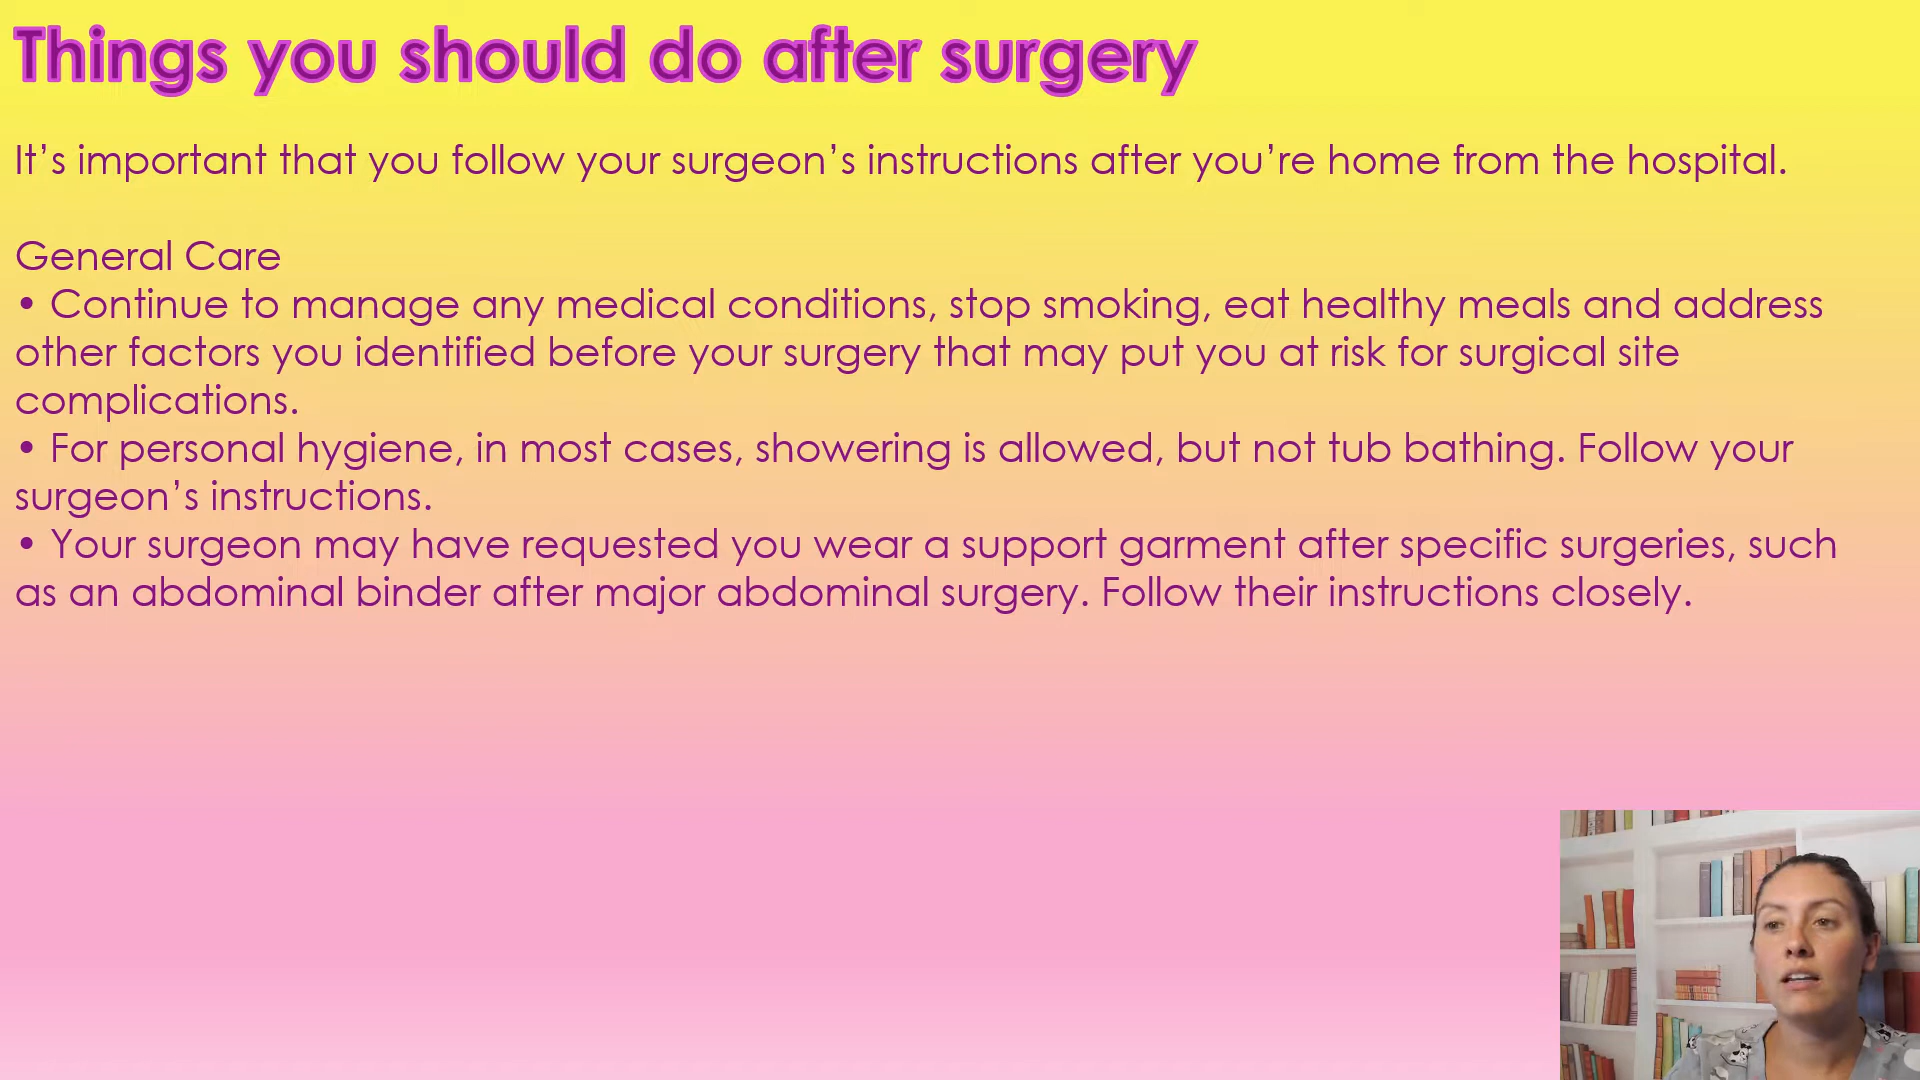 Things you should do after surgery
It’s important that you follow your surgeon’s instructions after you’re home from the hospital.
General Care
• Continue to manage any medical conditions, stop smoking, eat healthy meals and address
other factors you identified before your surgery that may put you at risk for surgical site
complications.
• For personal hygiene, in most cases, showering is allowed, but not tub bathing. Follow your
surgeon’s instructions.
• Your surgeon may have requested you wear a support garment after specific surgeries, such
as an abdominal binder after major abdominal surgery. Follow their instructions closely.